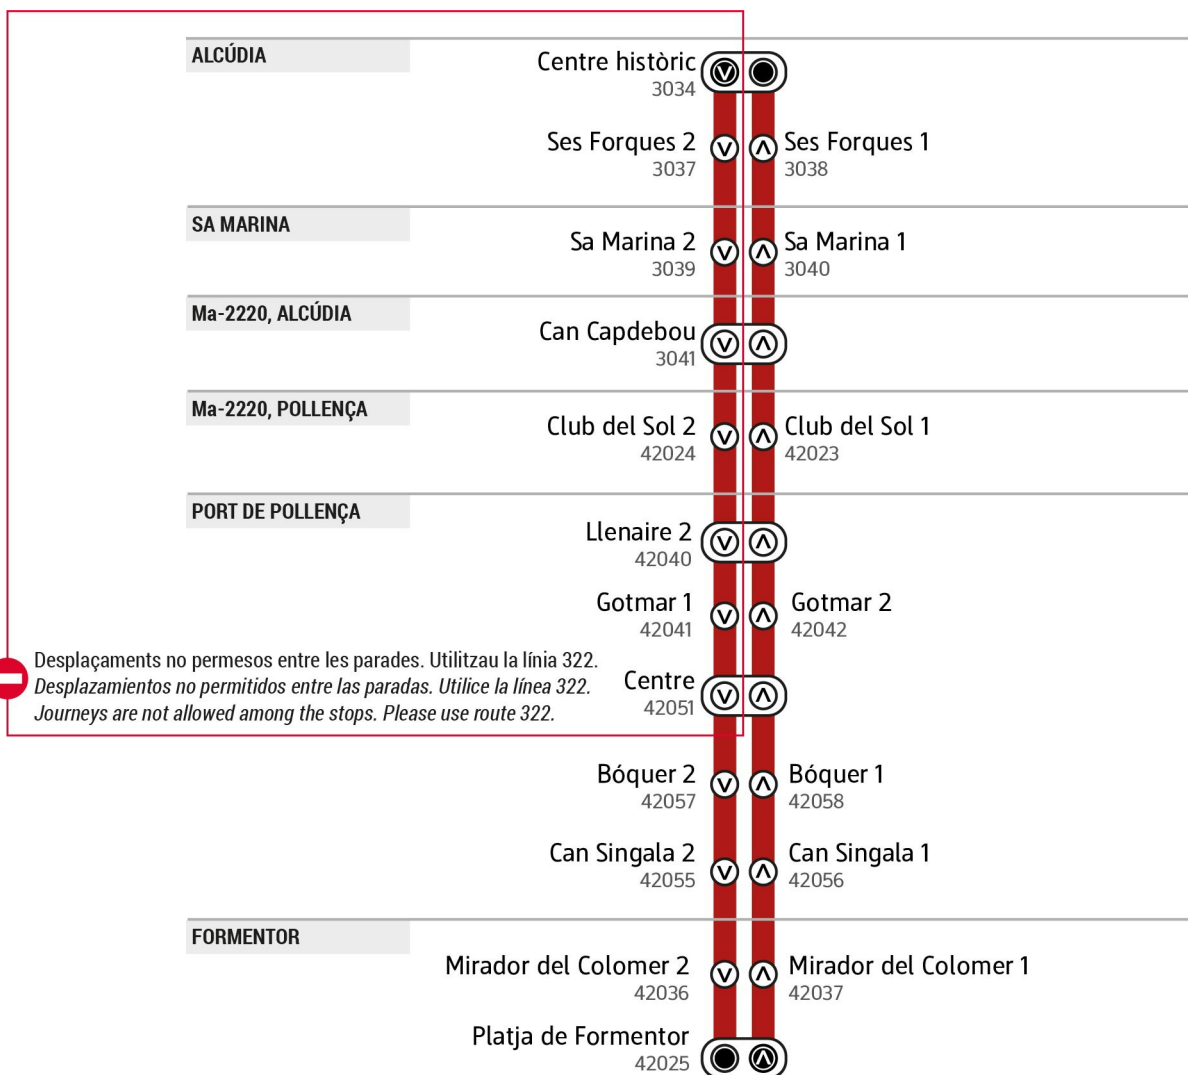 ALCÚDIA
Centre històric
3034
Ses Forques 2
3037
Ses Forques 1
3038
SA MARINA
Sa Marina 2
3039
Sa Marina 1
3040
Ma-2220, ALCÚDIA
Can Capdebou
3041
Ma-2220, POLLENÇA
Club del Sol 2
42024
Club del Sol 1
42023
PORT DE POLLENÇA
Llenaire 2
42040
Gotmar 1
42041
Gotmar 2
42042
Desplaçaments no permesos entre les parades. Utilitzau la línia 322.
Desplazamientos no permitidos entre las paradas. Utilice la línea 322.
Journeys are not allowed among the stops. Please use route 322.
Centre
42051
Bóquer 2
42057
Bóquer 1
42058
Can Singala 2
42055
Can Singala 1
42056
FORMENTOR
Mirador del Colomer 2
42036
Mirador del Colomer 1
42037
Platja de Formentor
42025